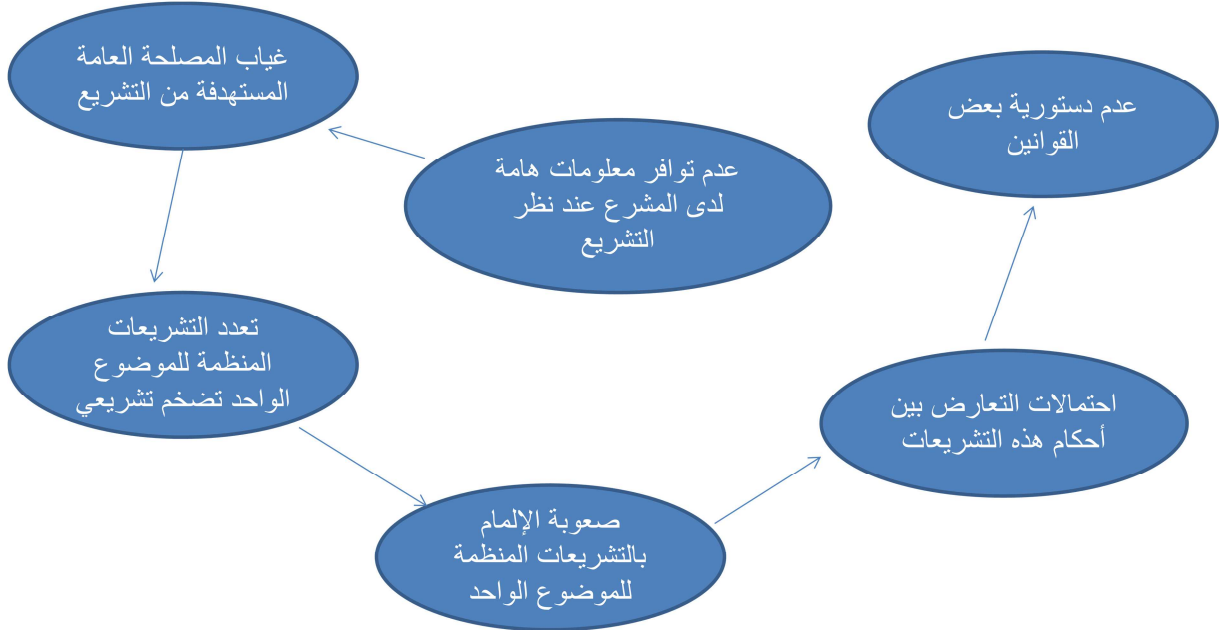 غياب المصلحة العامة
المستهدفة من التشريع
عدم دستورية بعض
القوانين
عدم توافر معلومات هامة
لدى المشرع عند نظر
التشريع
تعدد التشريعات
المنظمة للموضوع
الواحد تضخم تشريعي
احتمالات التعارض بين
أحكام هذه التشريعات
صعوبة الإلمام
بالتشريعات المنظمة
للموضوع الواحد